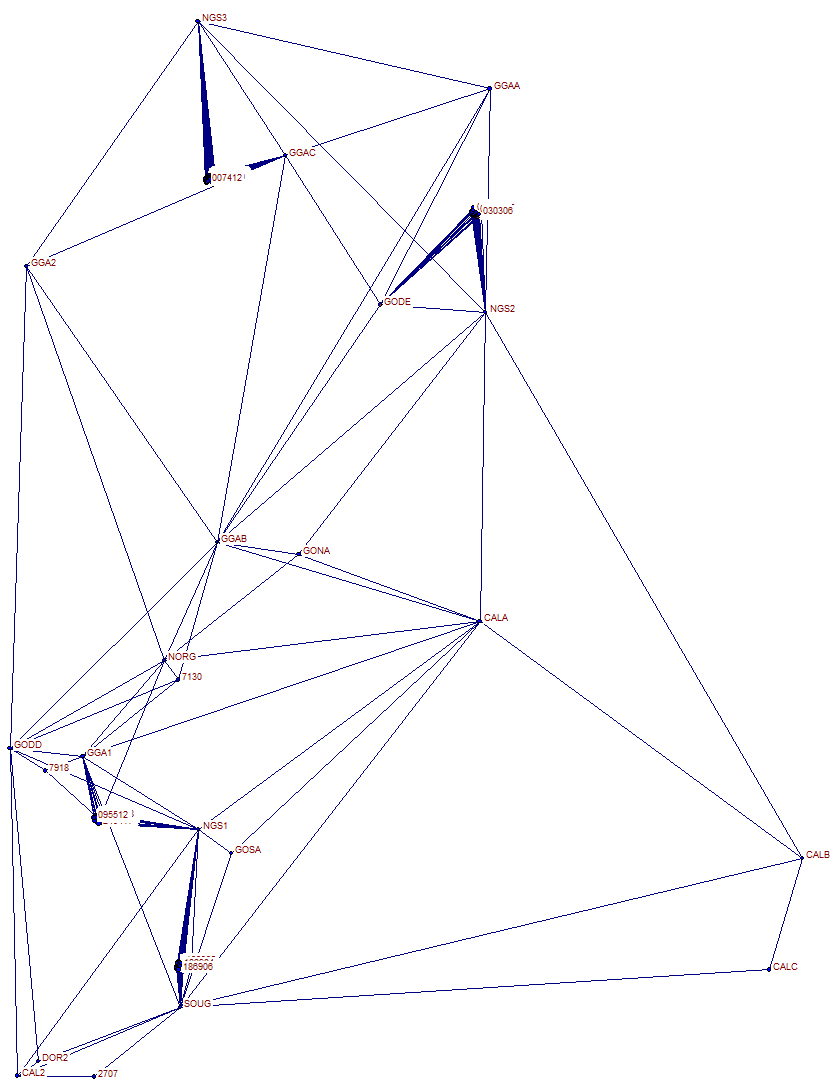 NGS3
GGAA
GGAC
007412
030306
GGA2
GODE
NGS2
GGAB
GONA
CALA
NORG
7130
GODD
GGA1
7918
095512
NGS1
GOSA
CALB
186906
CALC
SOUG
DOR2
CAL2
2707